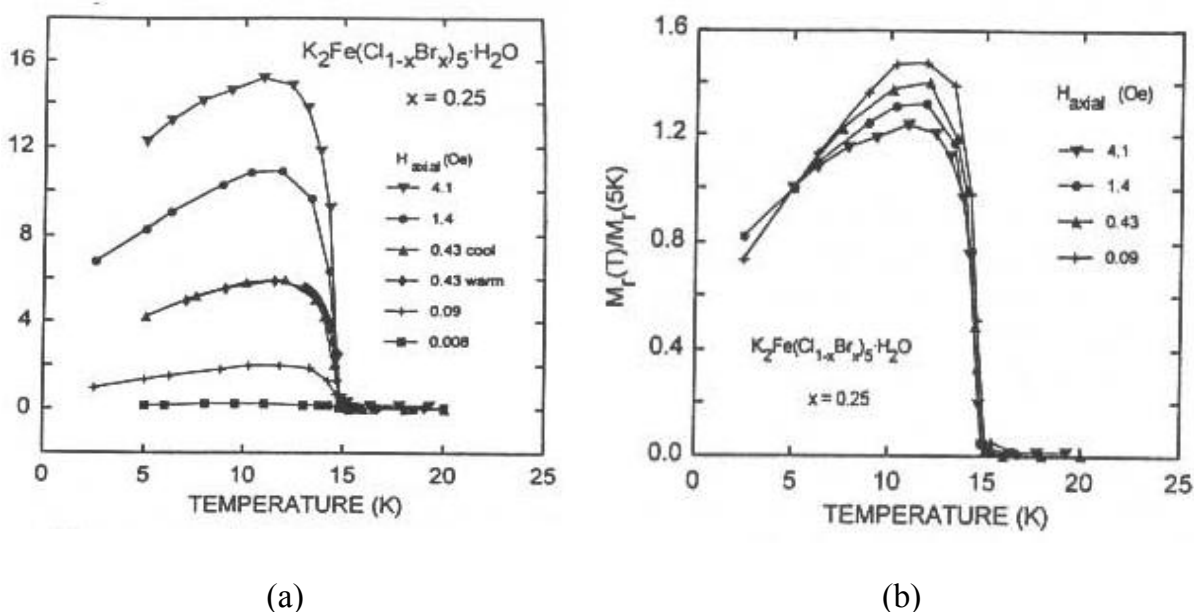 16
12
8
4
0
K₂Fe(Cl₁₋ₓBrₓ)₅·H₂O
x = 0.25
H axial (Oe)
4.1
1.4
0.43 cool
0.43 warm
0.09
0.008
0 5 10 15 20 25
TEMPERATURE (K)
(a)
1.6
1.2
0.8
0.4
0.0
Mᵣ(T)/Mᵣ(5K)
H axial (Oe)
4.1
1.4
0.43
0.09
K₂Fe(Cl₁₋ₓBrₓ)₅·H₂O
x = 0.25
0 5 10 15 20 25
TEMPERATURE (K)
(b)